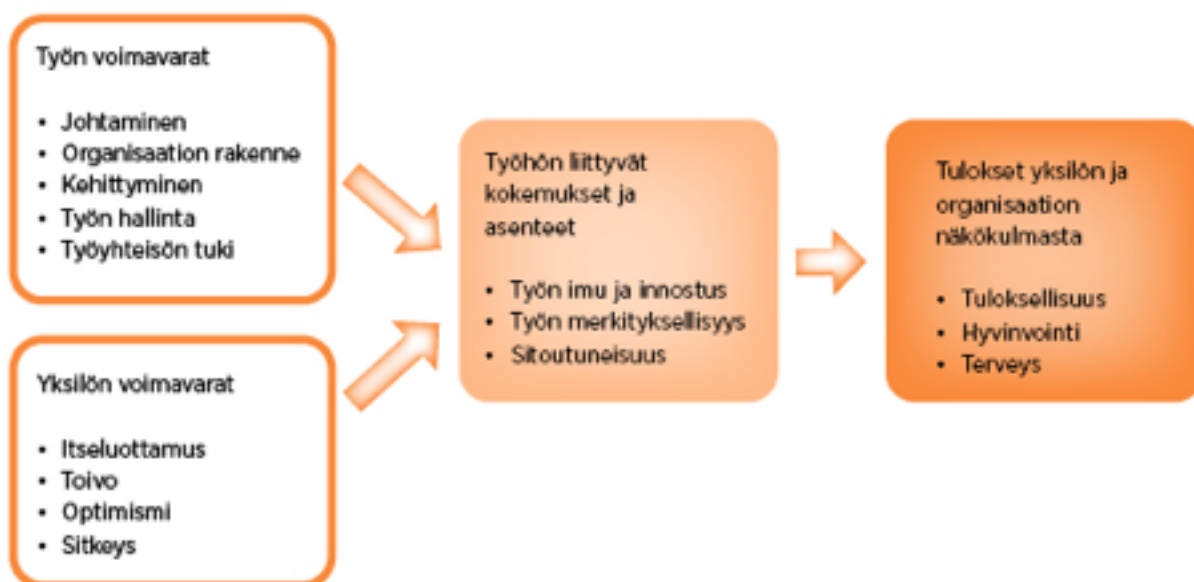 Työn voimavarat
• Johtaminen
• Organisaation rakenne
• Kehittyminen
• Työn hallinta
• Työyhteisön tuki
Yksilön voimavarat
• Itseluottamus
• Toivo
• Optimismi
• Sitkeys
Työhön liittyvät
kokemukset ja
asenteet
• Työn imu ja innostus
• Työn merkityksellisyys
• Sitoutuneisuus
Tulokset yksilön ja
organisaation
näkökulmasta
• Tuloksellisuus
• Hyvinvointi
• Terveys